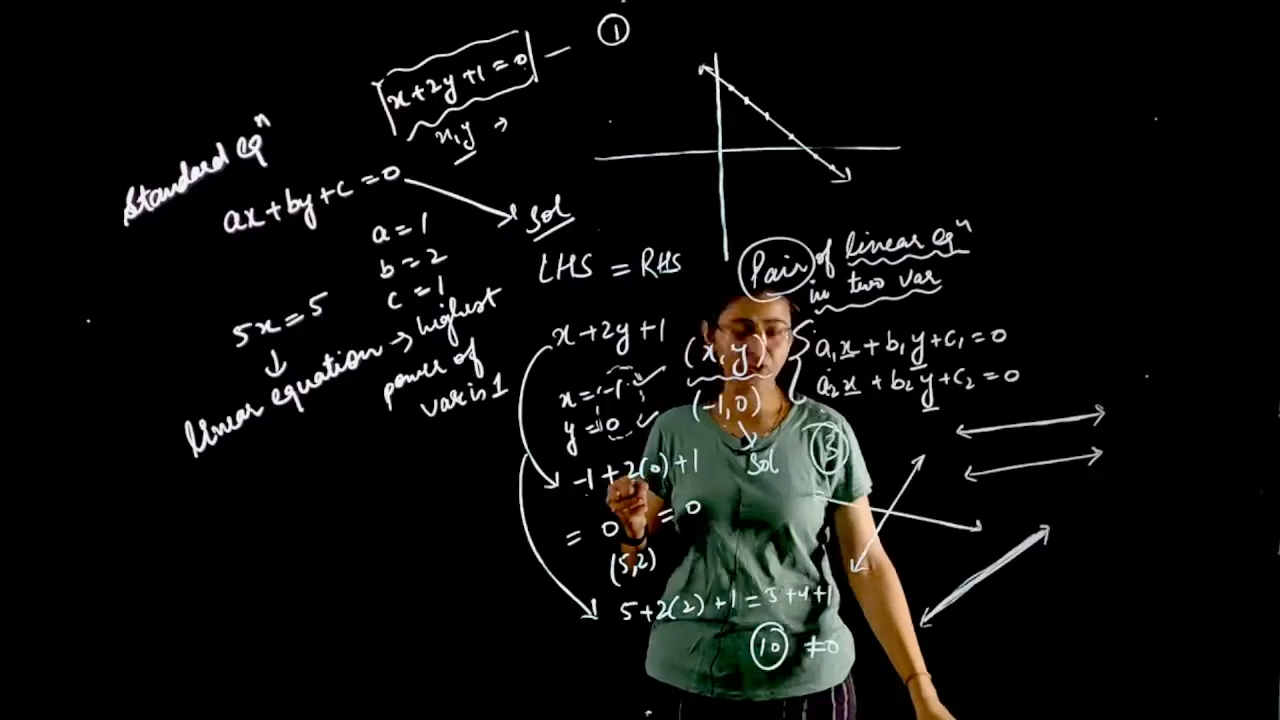 ①
x+2y+1=0 —
x,y →
Standard eqⁿ
ax+by+c=0
a=1
b=2
c=1
5x=5
↓
linear equation → highest
power of
var is 1
Sol
LHS = RHS
x+2y+1
x=-1 ✓
y=0 ✓
(x,y)
(-1,0)
Sol
-1+2(0)+1
= 0 = 0
(5,2)
5+2(2)+1=5+4+1
10 ≠0
Pair of linear eqⁿ
in two var
a₁x+b₁y+c₁=0
a₂x+b₂y+c₂=0
3